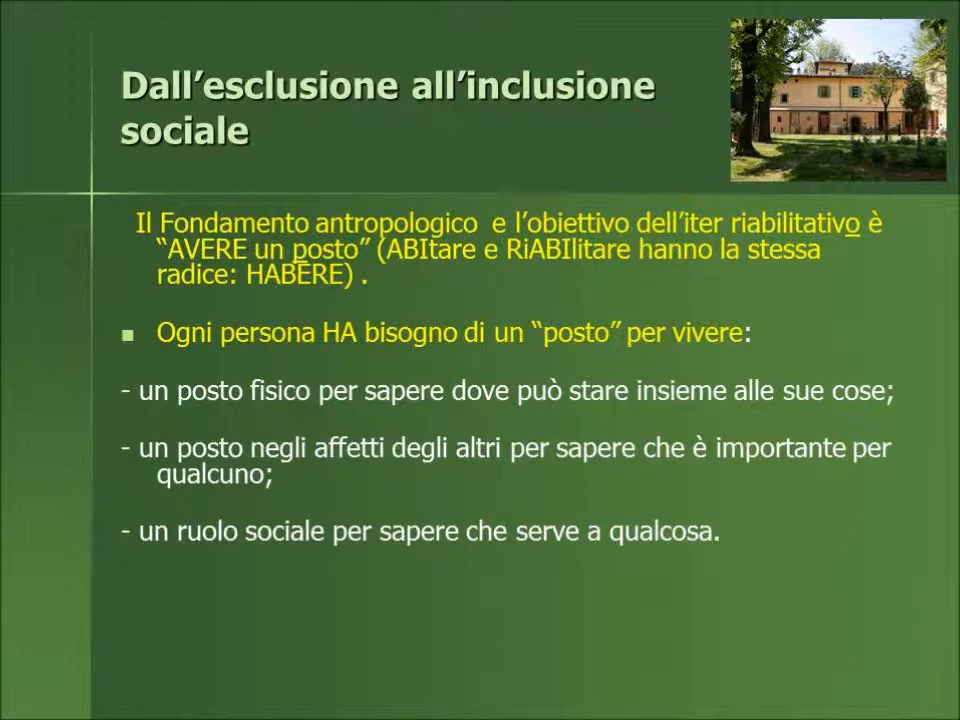 Dall’esclusione all’inclusione
sociale
Il Fondamento antropologico e l’obiettivo dell’iter riabilitativo è
“AVERE un posto” (ABItare e RiABIlitare hanno la stessa
radice: HABERE) .
Ogni persona HA bisogno di un “posto” per vivere:
- un posto fisico per sapere dove può stare insieme alle sue cose;
- un posto negli affetti degli altri per sapere che è importante per
qualcuno;
- un ruolo sociale per sapere che serve a qualcosa.